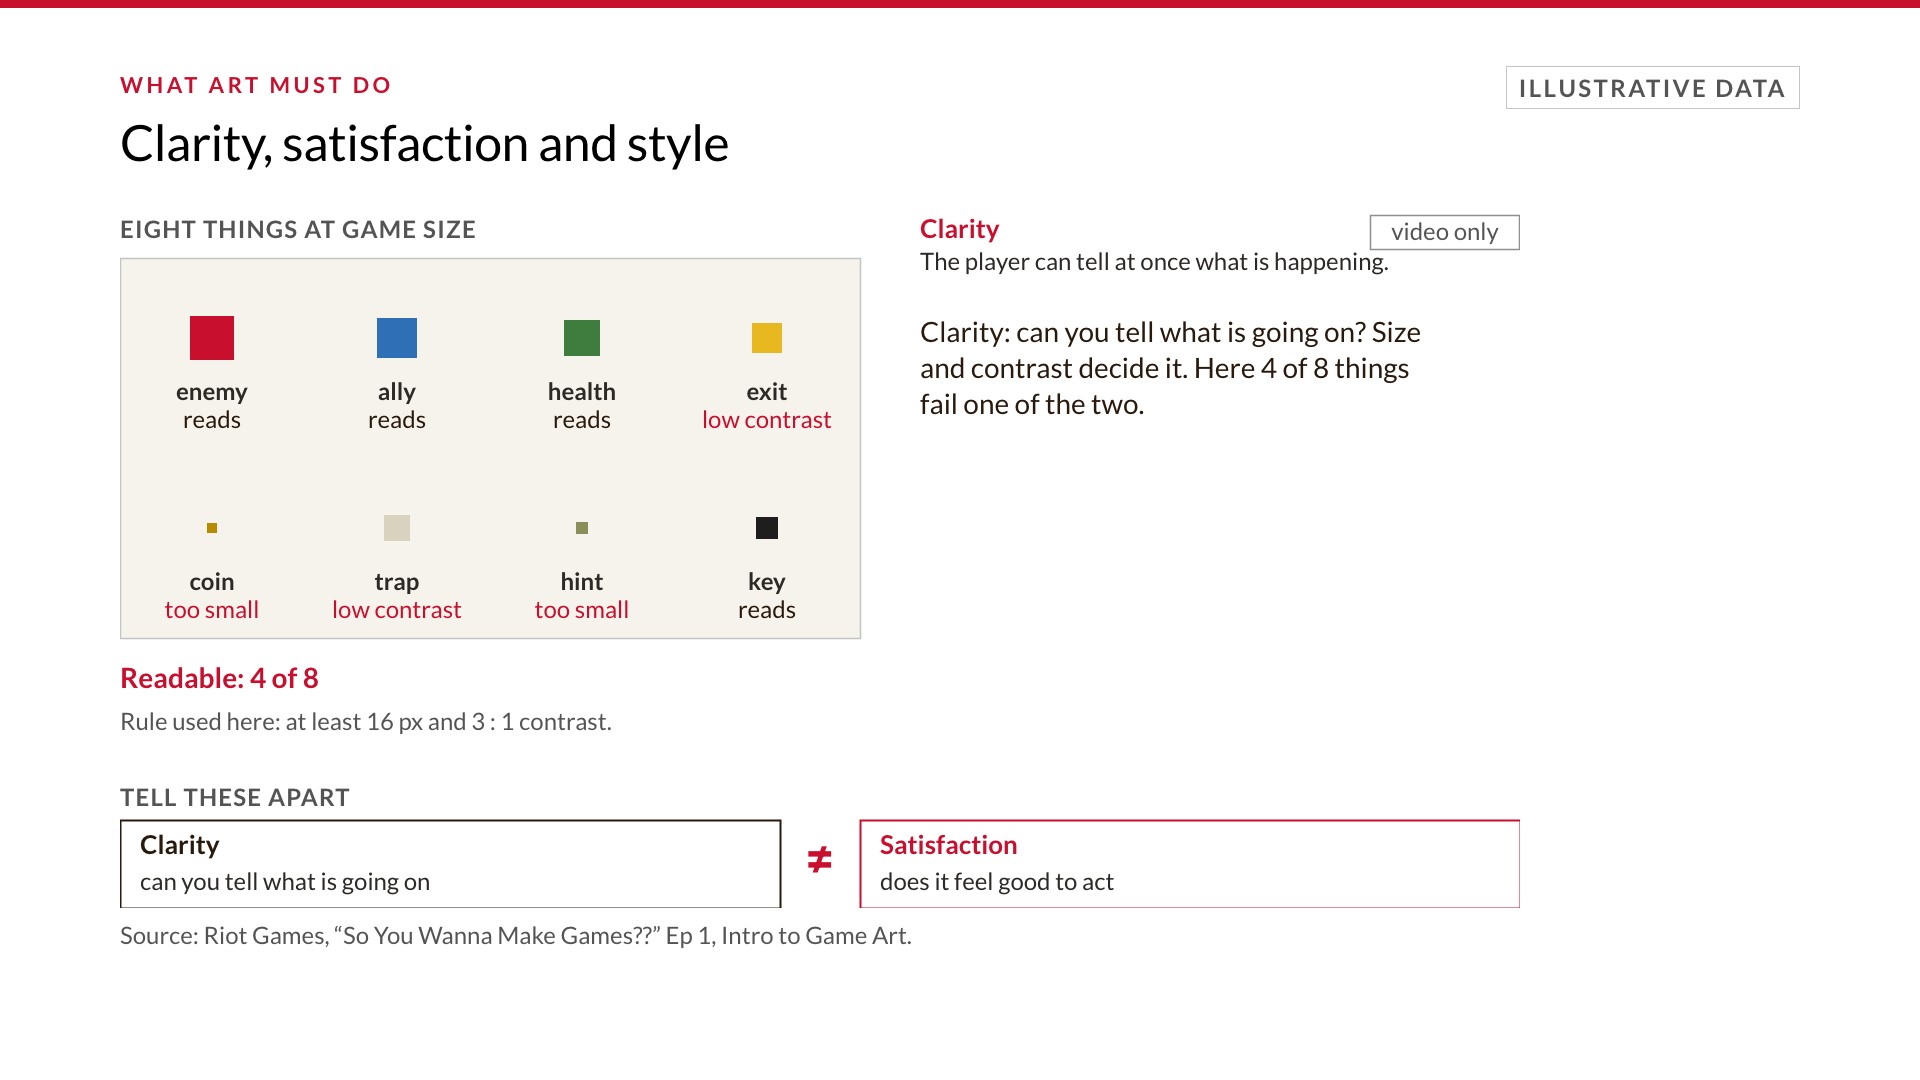 WHAT ART MUST DO
ILLUSTRATIVE DATA
Clarity, satisfaction and style
EIGHT THINGS AT GAME SIZE
enemy
reads
ally
reads
health
reads
exit
low contrast
coin
too small
trap
low contrast
hint
too small
key
reads
Readable: 4 of 8
Rule used here: at least 16 px and 3 : 1 contrast.
Clarity
video only
The player can tell at once what is happening.
Clarity: can you tell what is going on? Size
and contrast decide it. Here 4 of 8 things
fail one of the two.
TELL THESE APART
Clarity
can you tell what is going on
≠
Satisfaction
does it feel good to act
Source: Riot Games, “So You Wanna Make Games??” Ep 1, Intro to Game Art.